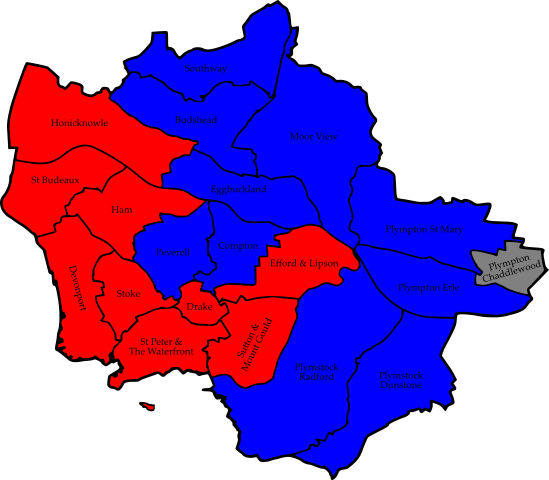 Southway
Budshead
Honicknowle
Moor View
St Budeaux
Eggbuckland
Ham
Plympton St Mary
Compton
Peverell
Efford & Lipson
Plympton
Chaddlewood
Devonport
Stoke
Plympton Erle
Drake
St Peter &
The Waterfront
Sutton &
Mount Gould
Plymstock
Radford
Plymstock
Dunstone